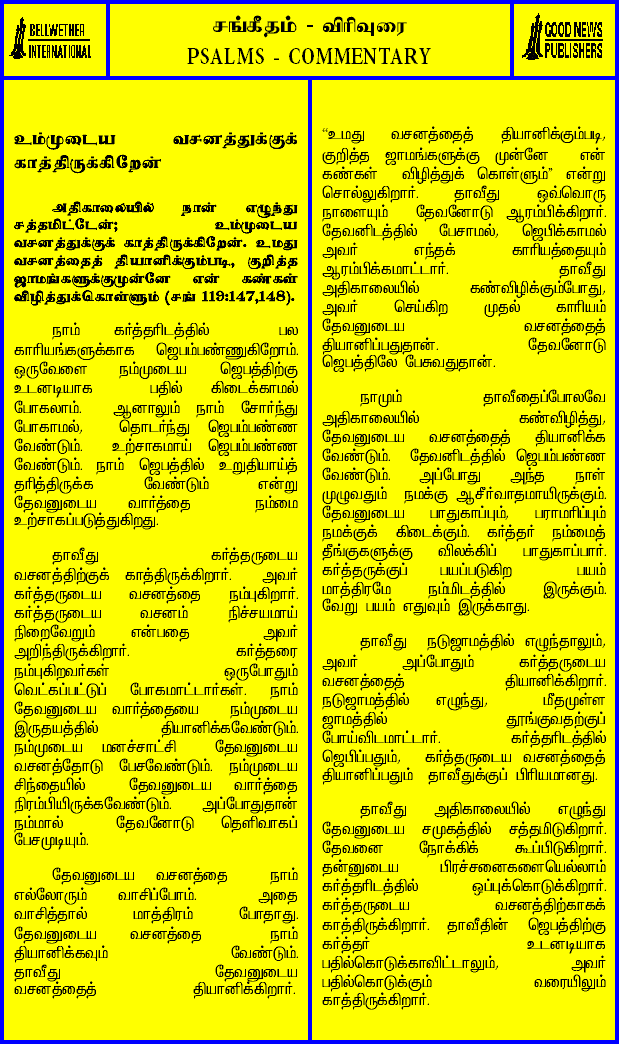 BELLWETHER
INTERNATIONAL
சங்கீதம் - விரிவுரை
PSALMS - COMMENTARY
GOOD NEWS
PUBLISHERS
உம்முடைய வசனத்துக்குக்
காத்திருக்கிறேன்
அதிகாலையில் நான் எழுந்து
சத்தமிட்டேன்; உம்முடைய
வசனத்துக்குக் காத்திருக்கிறேன். உமது
வசனத்தைத் தியானிக்கும்படி, குறித்த
ஜாமங்களுக்குமுன்னே என் கண்கள்
விழித்துக்கொள்ளும் (சங் 119:147,148).
நாம் கர்த்தரிடத்தில் பல
காரியங்களுக்காக ஜெபம்பண்ணுகிறோம்.
ஒருவேளை நம்முடைய ஜெபத்திற்கு
உடனடியாக பதில் கிடைக்காமல்
போகலாம். ஆனாலும் நாம் சோர்ந்து
போகாமல், தொடர்ந்து ஜெபம்பண்ண
வேண்டும். உற்சாகமாய் ஜெபம்பண்ண
வேண்டும். நாம் ஜெபத்தில் உறுதியாய்த்
தரித்திருக்க வேண்டும் என்று
தேவனுடைய வார்த்தை நம்மை
உற்சாகப்படுத்துகிறது.
தாவீது கர்த்தருடைய
வசனத்திற்குக் காத்திருக்கிறார். அவர்
கர்த்தருடைய வசனத்தை நம்புகிறார்.
கர்த்தருடைய வசனம் நிச்சயமாய்
நிறைவேறும் என்பதை அவர்
அறிந்திருக்கிறார். கர்த்தரை
நம்புகிறவர்கள் ஒருபோதும்
வெட்கப்பட்டுப் போகமாட்டார்கள். நாம்
தேவனுடைய வார்த்தையை நம்முடைய
இருதயத்தில் தியானிக்கவேண்டும்.
நம்முடைய மனச்சாட்சி தேவனுடைய
வசனத்தோடு பேசவேண்டும். நம்முடைய
சிந்தையில் தேவனுடைய வார்த்தை
நிரம்பியிருக்கவேண்டும். அப்போதுதான்
நம்மால் தேவனோடு தெளிவாகப்
பேசமுடியும்.
தேவனுடைய வசனத்தை நாம்
எல்லோரும் வாசிப்போம். அதை
வாசித்தால் மாத்திரம் போதாது.
தேவனுடைய வசனத்தை நாம்
தியானிக்கவும் வேண்டும்.
தாவீது தேவனுடைய
வசனத்தைத் தியானிக்கிறார்.
“உமது வசனத்தைத் தியானிக்கும்படி,
குறித்த ஜாமங்களுக்கு முன்னே என்
கண்கள் விழித்துக் கொள்ளும்” என்று
சொல்லுகிறார். தாவீது ஒவ்வொரு
நாளையும் தேவனோடு ஆரம்பிக்கிறார்.
தேவனிடத்தில் பேசாமல், ஜெபிக்காமல்
அவர் எந்தக் காரியத்தையும்
ஆரம்பிக்கமாட்டார். தாவீது
அதிகாலையில் கண்விழிக்கும்போது,
அவர் செய்கிற முதல் காரியம்
தேவனுடைய வசனத்தைத்
தியானிப்பதுதான். தேவனோடு
ஜெபத்திலே பேசுவதுதான்.
நாமும் தாவீதைப்போலவே
அதிகாலையில் கண்விழித்து,
தேவனுடைய வசனத்தைத் தியானிக்க
வேண்டும். தேவனிடத்தில் ஜெபம்பண்ண
வேண்டும். அப்போது அந்த நாள்
முழுவதும் நமக்கு ஆசீர்வாதமாயிருக்கும்.
தேவனுடைய பாதுகாப்பும், பராமரிப்பும்
நமக்குக் கிடைக்கும். கர்த்தர் நம்மைத்
தீங்குகளுக்கு விலக்கிப் பாதுகாப்பார்.
கர்த்தருக்குப் பயப்படுகிற பயம்
மாத்திரமே நம்மிடத்தில் இருக்கும்.
வேறு பயம் எதுவும் இருக்காது.
தாவீது நடுஜாமத்தில் எழுந்தாலும்,
அவர் அப்போதும் கர்த்தருடைய
வசனத்தைத் தியானிக்கிறார்.
நடுஜாமத்தில் எழுந்து, மீதமுள்ள
ஜாமத்தில் தூங்குவதற்குப்
போய்விடமாட்டார். கர்த்தரிடத்தில்
ஜெபிப்பதும், கர்த்தருடைய வசனத்தைத்
தியானிப்பதும் தாவீதுக்குப் பிரியமானது.
தாவீது அதிகாலையில் எழுந்து
தேவனுடைய சமுகத்தில் சத்தமிடுகிறார்.
தேவனை நோக்கிக் கூப்பிடுகிறார்.
தன்னுடைய பிரச்சனைகளையெல்லாம்
கர்த்தரிடத்தில் ஒப்புக்கொடுக்கிறார்.
கர்த்தருடைய வசனத்திற்காகக்
காத்திருக்கிறார். தாவீதின் ஜெபத்திற்கு
கர்த்தர் உடனடியாக
பதில்கொடுக்காவிட்டாலும், அவர்
பதில்கொடுக்கும் வரையிலும்
காத்திருக்கிறார்.